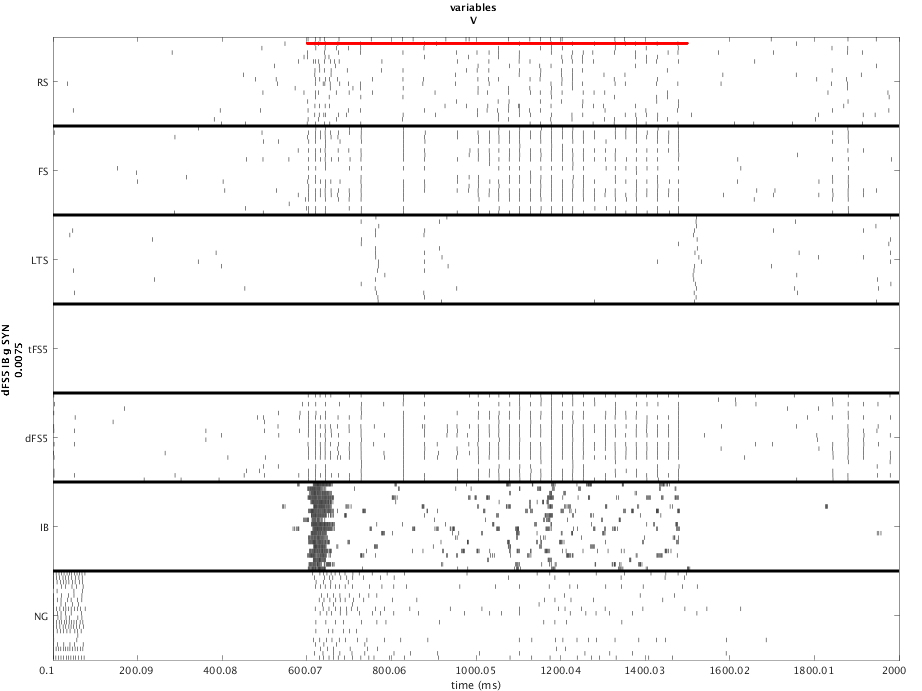 variables
V
RS
FS
LTS
tFS5
dFS5
IB
NG
dFS5 IB g SYN
0.0075
0.1 200.09 400.08 600.07 800.06 1000.05 1200.04 1400.03 1600.02 1800.01 2000
time (ms)